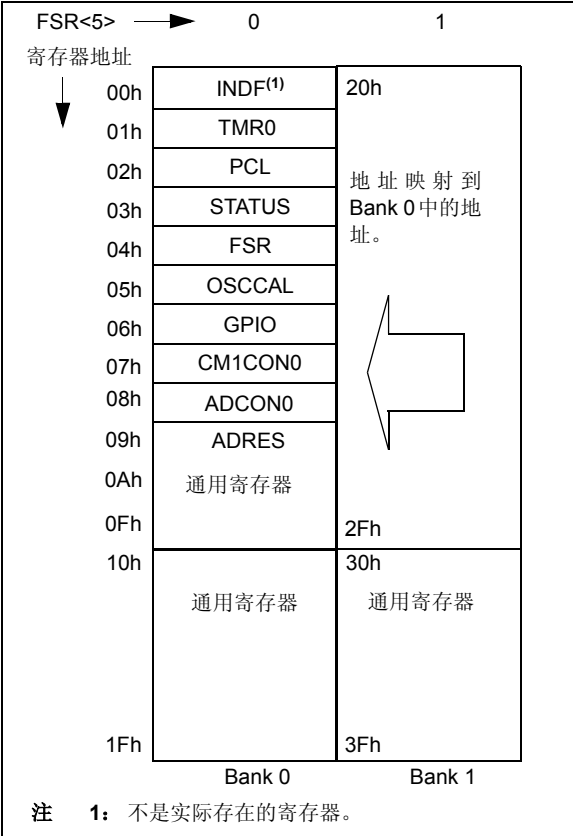 FSR<5> 0 1
寄存器地址
00h INDF(1) 20h
01h TMR0
02h PCL
地址映射到
03h STATUS
Bank 0中的地
址。
04h FSR
05h OSCCAL
06h GPIO
07h CM1CON0
08h ADCON0
09h ADRES
0Ah 通用寄存器
0Fh 2Fh
10h 30h
通用寄存器 通用寄存器
1Fh 3Fh
Bank 0 Bank 1
注 1: 不是实际存在的寄存器。